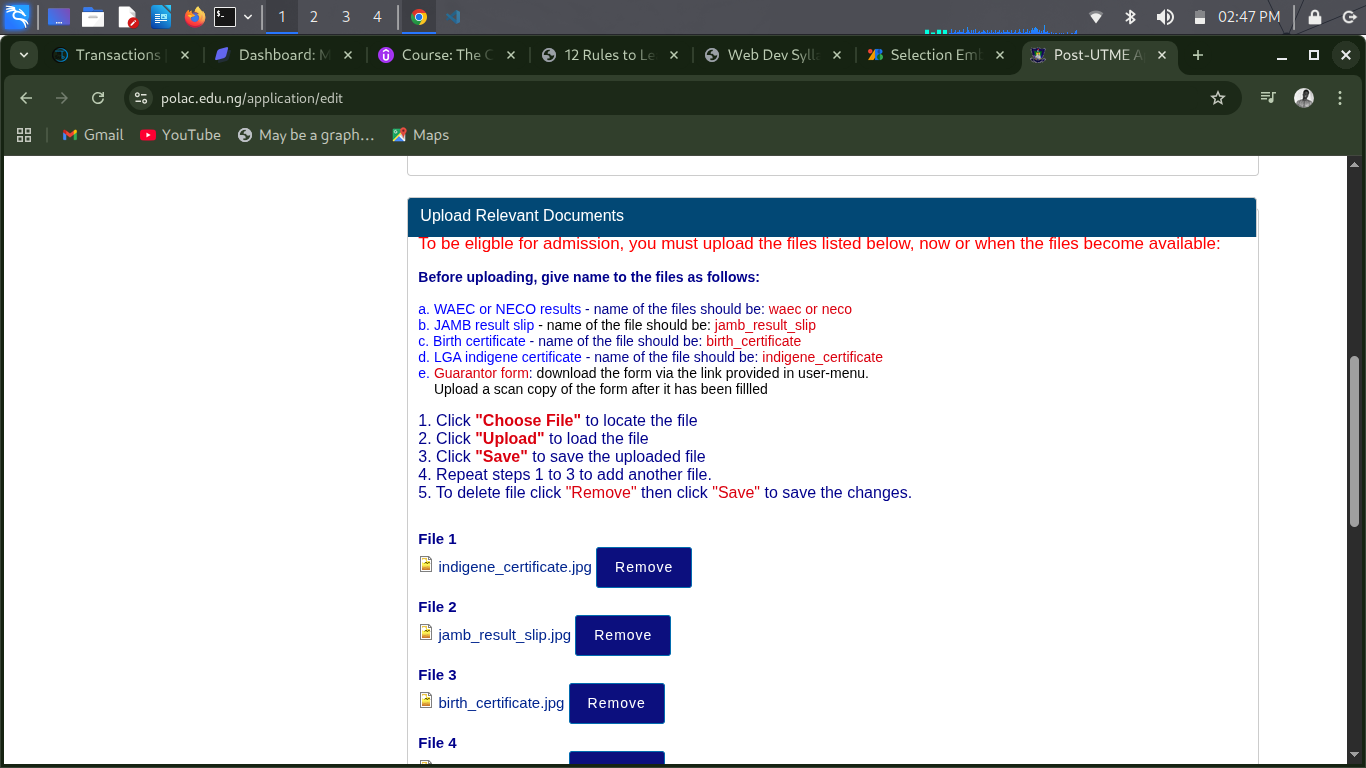 1 2 3 4 02:47 PM
Transactions
Dashboard: M
Course: The C
12 Rules to Le
Web Dev Sylla
Selection Emb
Post-UTME A
polac.edu.ng/application/edit
Gmail
YouTube
May be a graph...
Maps
Upload Relevant Documents
To be eligble for admission, you must upload the files listed below, now or when the files become available:
Before uploading, give name to the files as follows:
a. WAEC or NECO results - name of the files should be: waec or neco
b. JAMB result slip - name of the file should be: jamb_result_slip
c. Birth certificate - name of the file should be: birth_certificate
d. LGA indigene certificate - name of the file should be: indigene_certificate
e. Guarantor form: download the form via the link provided in user-menu.
Upload a scan copy of the form after it has been fillled
1. Click "Choose File" to locate the file
2. Click "Upload" to load the file
3. Click "Save" to save the uploaded file
4. Repeat steps 1 to 3 to add another file.
5. To delete file click "Remove" then click "Save" to save the changes.
File 1
indigene_certificate.jpg Remove
File 2
jamb_result_slip.jpg Remove
File 3
birth_certificate.jpg Remove
File 4